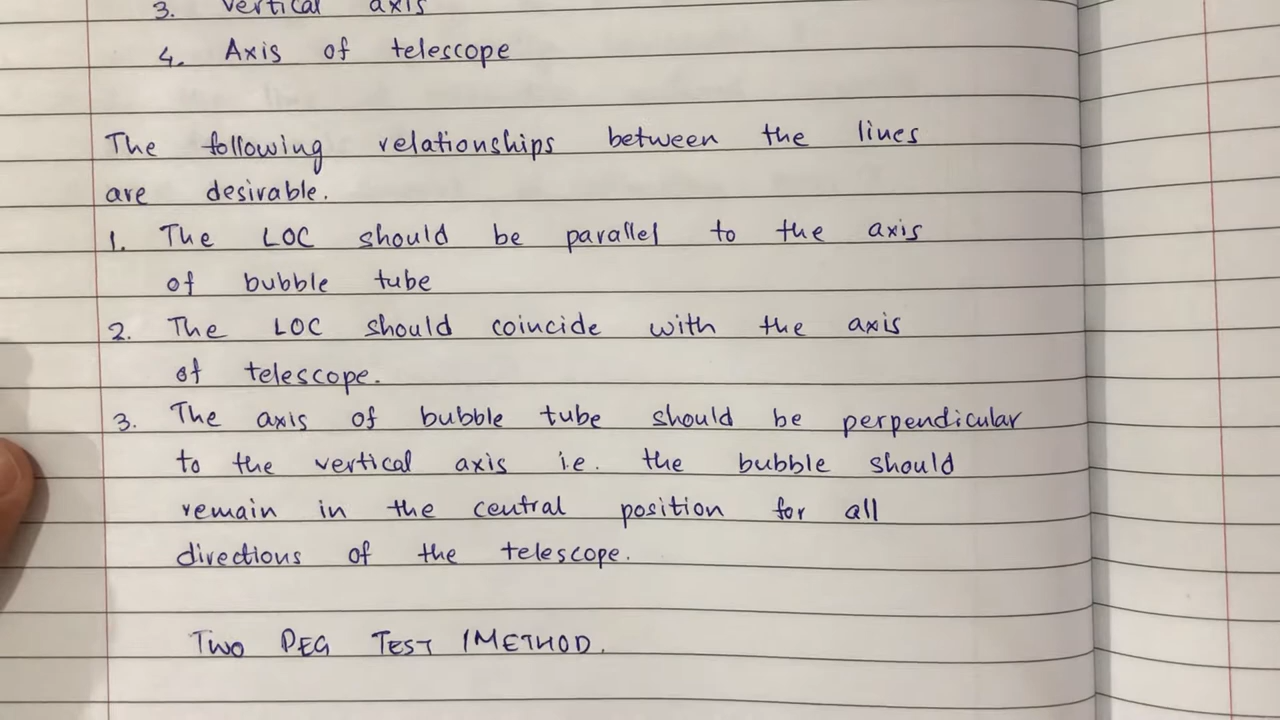 3. vertical axis
4. Axis of telescope
The following relationships between the lines
are desirable.
1. The LOC should be parallel to the axis
of bubble tube
2. The LOC should coincide with the axis
of telescope.
3. The axis of bubble tube should be perpendicular
to the vertical axis i.e. the bubble should
remain in the central position for all
directions of the telescope.
TWO PEG TEST /METHOD.